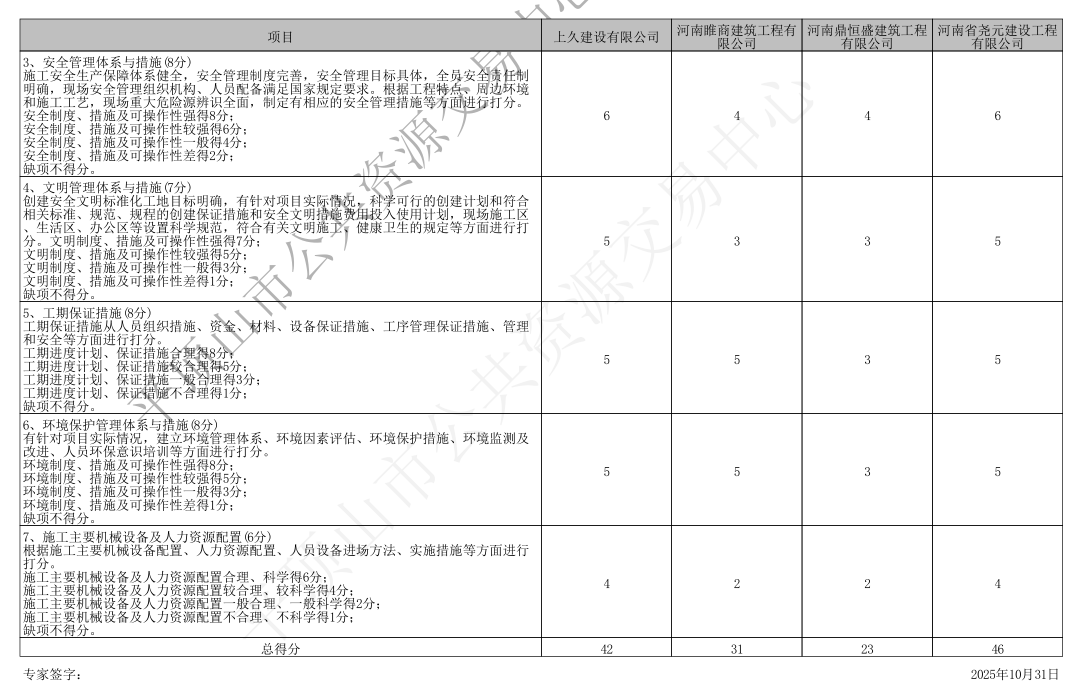 项目
上久建设有限公司
河南睢商建筑工程有
限公司
河南鼎恒盛建筑工程
有限公司
河南省尧元建设工程
有限公司
3、安全管理体系与措施(8分)
施工安全生产保障体系健全，安全管理制度完善，安全管理目标具体，全员安全责任制
明确，现场安全管理组织机构、人员配备满足国家规定要求。根据工程特点、周边环境
和施工工艺，现场重大危险源辨识全面，制定有相应的安全管理措施等方面进行打分。
安全制度、措施及可操作性强得8分；
安全制度、措施及可操作性较强得6分；
安全制度、措施及可操作性一般得4分；
安全制度、措施及可操作性差得2分；
缺项不得分。
6
4
4
6
4、文明管理体系与措施(7分)
创建安全文明标准化工地目标明确，有针对项目实际情况，科学可行的创建计划和符合
相关标准、规范、规程的创建保证措施和安全文明措施费用投入使用计划，现场施工区
、生活区、办公区等设置科学规范，符合有关文明施工、健康卫生的规定等方面进行打
分。文明制度、措施及可操作性强得7分；
文明制度、措施及可操作性较强得5分；
文明制度、措施及可操作性一般得3分；
文明制度、措施及可操作性差得1分；
缺项不得分。
5
3
3
5
5、工期保证措施(8分)
工期保证措施从人员组织措施、资金、材料、设备保证措施、工序管理保证措施、管理
和安全等方面进行打分。
工期进度计划、保证措施合理得8分；
工期进度计划、保证措施较合理得5分；
工期进度计划、保证措施一般合理得3分；
工期进度计划、保证措施不合理得1分；
缺项不得分。
5
5
3
5
6、环境保护管理体系与措施(8分)
有针对项目实际情况，建立环境管理体系、环境因素评估、环境保护措施、环境监测及
改进、人员环保意识培训等方面进行打分。
环境制度、措施及可操作性强得8分；
环境制度、措施及可操作性较强得5分；
环境制度、措施及可操作性一般得3分；
环境制度、措施及可操作性差得1分；
缺项不得分。
5
5
3
5
7、施工主要机械设备及人力资源配置(6分)
根据施工主要机械设备配置、人力资源配置、人员设备进场方法、实施措施等方面进行
打分。
施工主要机械设备及人力资源配置合理、科学得6分；
施工主要机械设备及人力资源配置较合理、较科学得4分；
施工主要机械设备及人力资源配置一般合理、一般科学得2分；
施工主要机械设备及人力资源配置不合理、不科学得1分；
缺项不得分。
4
2
2
4
总得分
42
31
23
46
专家签字：
2025年10月31日
平顶山市公共资源交易中心
平顶山市公共资源交易中心